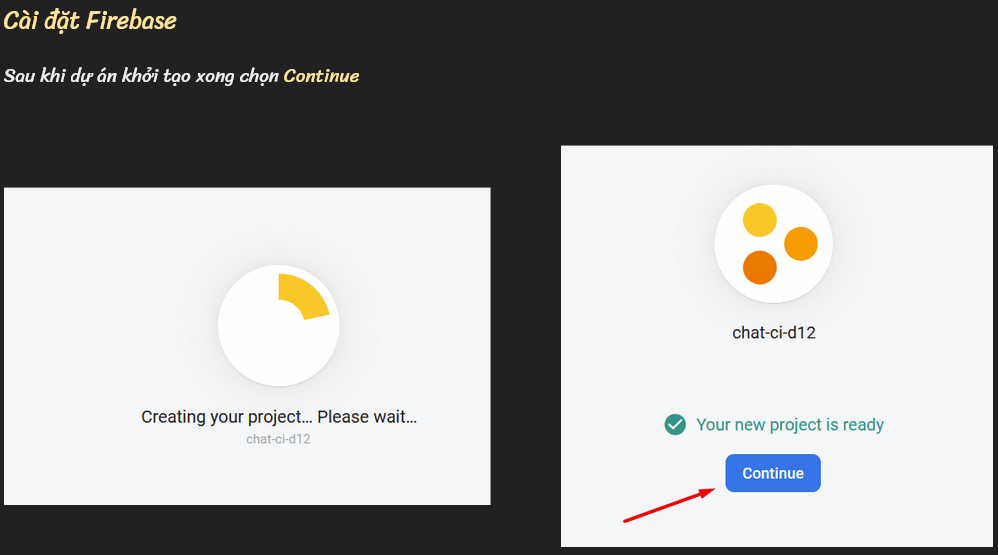 Cài đặt Firebase
Sau khi dự án khởi tạo xong chọn Continue
Creating your project... Please wait...
chat-ci-d12
chat-ci-d12
Your new project is ready
Continue